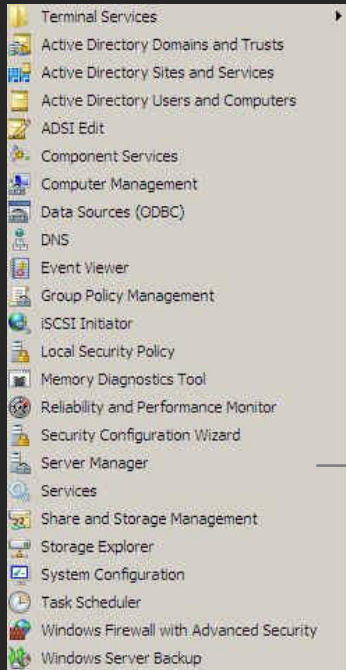 Terminal Services
Active Directory Domains and Trusts
Active Directory Sites and Services
Active Directory Users and Computers
ADSI Edit
Component Services
Computer Management
Data Sources (ODBC)
DNS
Event Viewer
Group Policy Management
iSCSI Initiator
Local Security Policy
Memory Diagnostics Tool
Reliability and Performance Monitor
Security Configuration Wizard
Server Manager
Services
Share and Storage Management
Storage Explorer
System Configuration
Task Scheduler
Windows Firewall with Advanced Security
Windows Server Backup